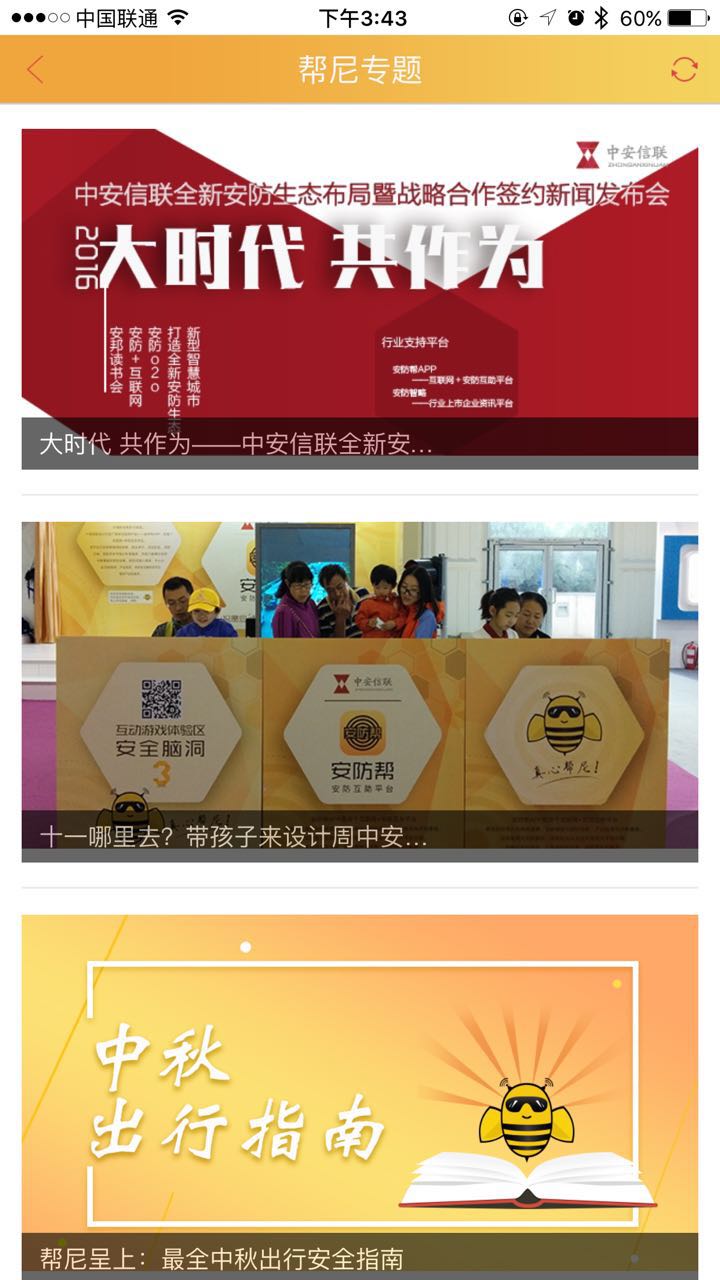 中国联通
下午3:43
60%
帮尼专题
中安信联
ZHONGANXINLIAN
中安信联全新安防生态布局暨战略合作签约新闻发布会
2016
大时代 共作为
新型智慧城市
打造全新安防生态
安防o2o
安防+互联网
安邦读书会
行业支持平台
安防帮APP
——互联网+安防互助平台
安防智略
——行业上市企业资讯平台
大时代 共作为——中安信联全新安…
互动游戏体验区
安全脑洞
3
中安信联
安防帮
安防帮
安防互助平台
真心帮尼!
十一哪里去？带孩子来设计周中安…
中秋
出行指南
帮尼呈上：最全中秋出行安全指南